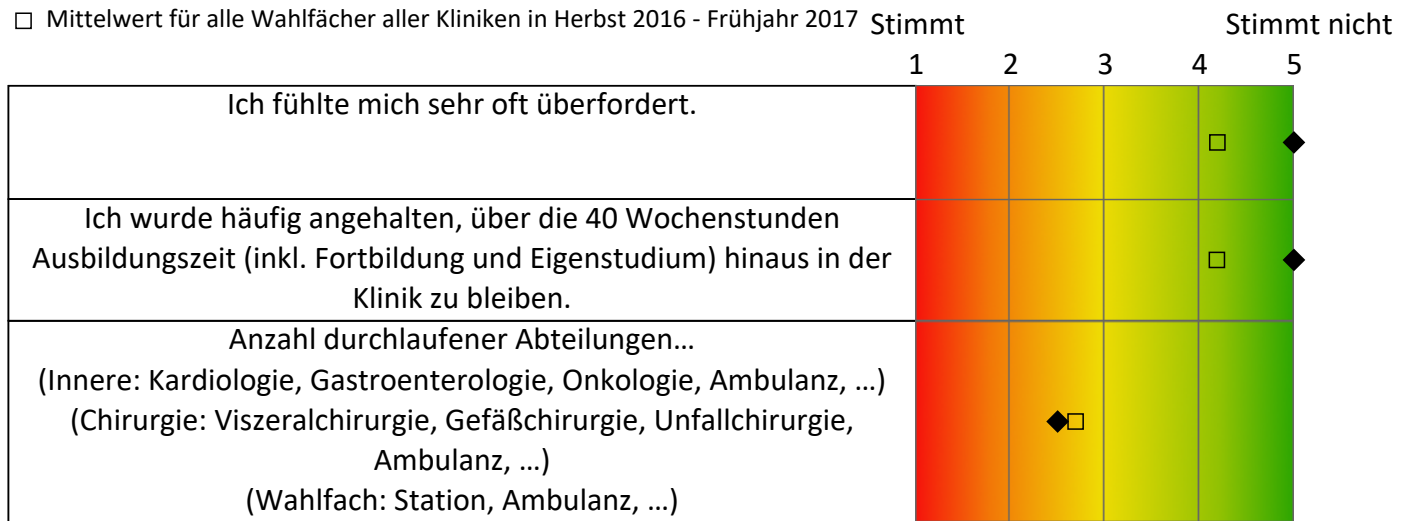 □ Mittelwert für alle Wahlfächer aller Kliniken in Herbst 2016 - Frühjahr 2017 Stimmt Stimmt nicht
1 2 3 4 5
Ich fühlte mich sehr oft überfordert.
Ich wurde häufig angehalten, über die 40 Wochenstunden
Ausbildungszeit (inkl. Fortbildung und Eigenstudium) hinaus in der
Klinik zu bleiben.
Anzahl durchlaufener Abteilungen…
(Innere: Kardiologie, Gastroenterologie, Onkologie, Ambulanz, …)
(Chirurgie: Viszeralchirurgie, Gefäßchirurgie, Unfallchirurgie,
Ambulanz, …)
(Wahlfach: Station, Ambulanz, …)